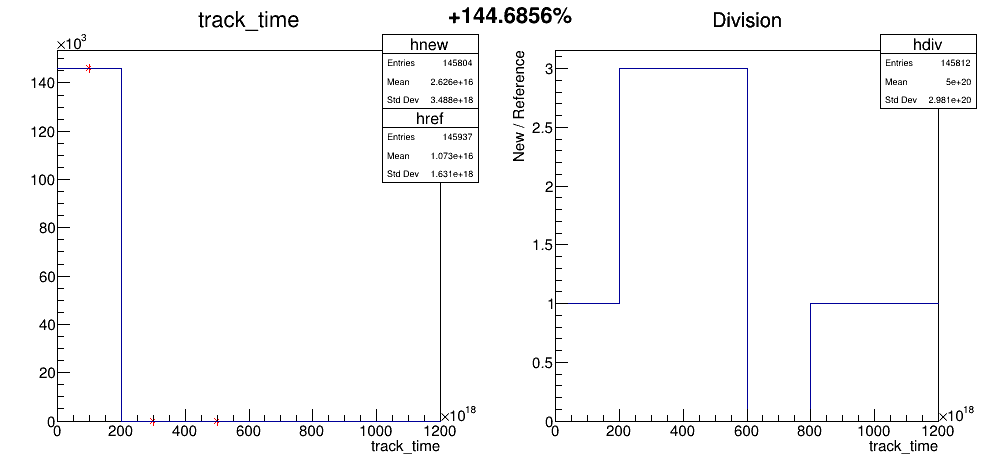 +144.6856%
track_time
×10³
hnew
Entries 145804
Mean 2.626e+16
Std Dev 3.488e+18
href
Entries 145937
Mean 1.073e+16
Std Dev 1.631e+18
140
120
100
80
60
40
20
0
0 200 400 600 800 1000 1200
×10¹⁸
track_time
Division
hdiv
Entries 145812
Mean 5e+20
Std Dev 2.981e+20
New / Reference
3
2.5
2
1.5
1
0.5
0
0 200 400 600 800 1000 1200
×10¹⁸
track_time